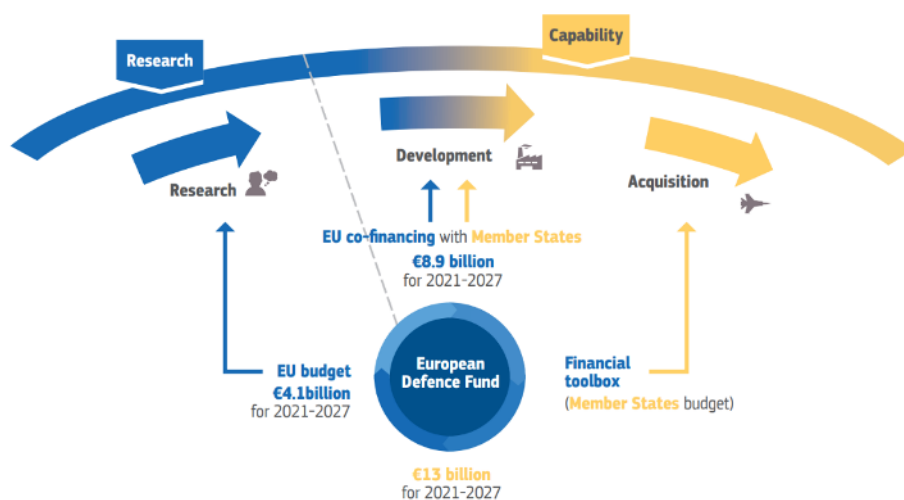 Research
Capability
Research
Development
Acquisition
EU co-financing with Member States
€8.9 billion
for 2021-2027
EU budget
€4.1billion
for 2021-2027
European
Defence Fund
Financial
toolbox
(Member States budget)
€13 billion
for 2021-2027